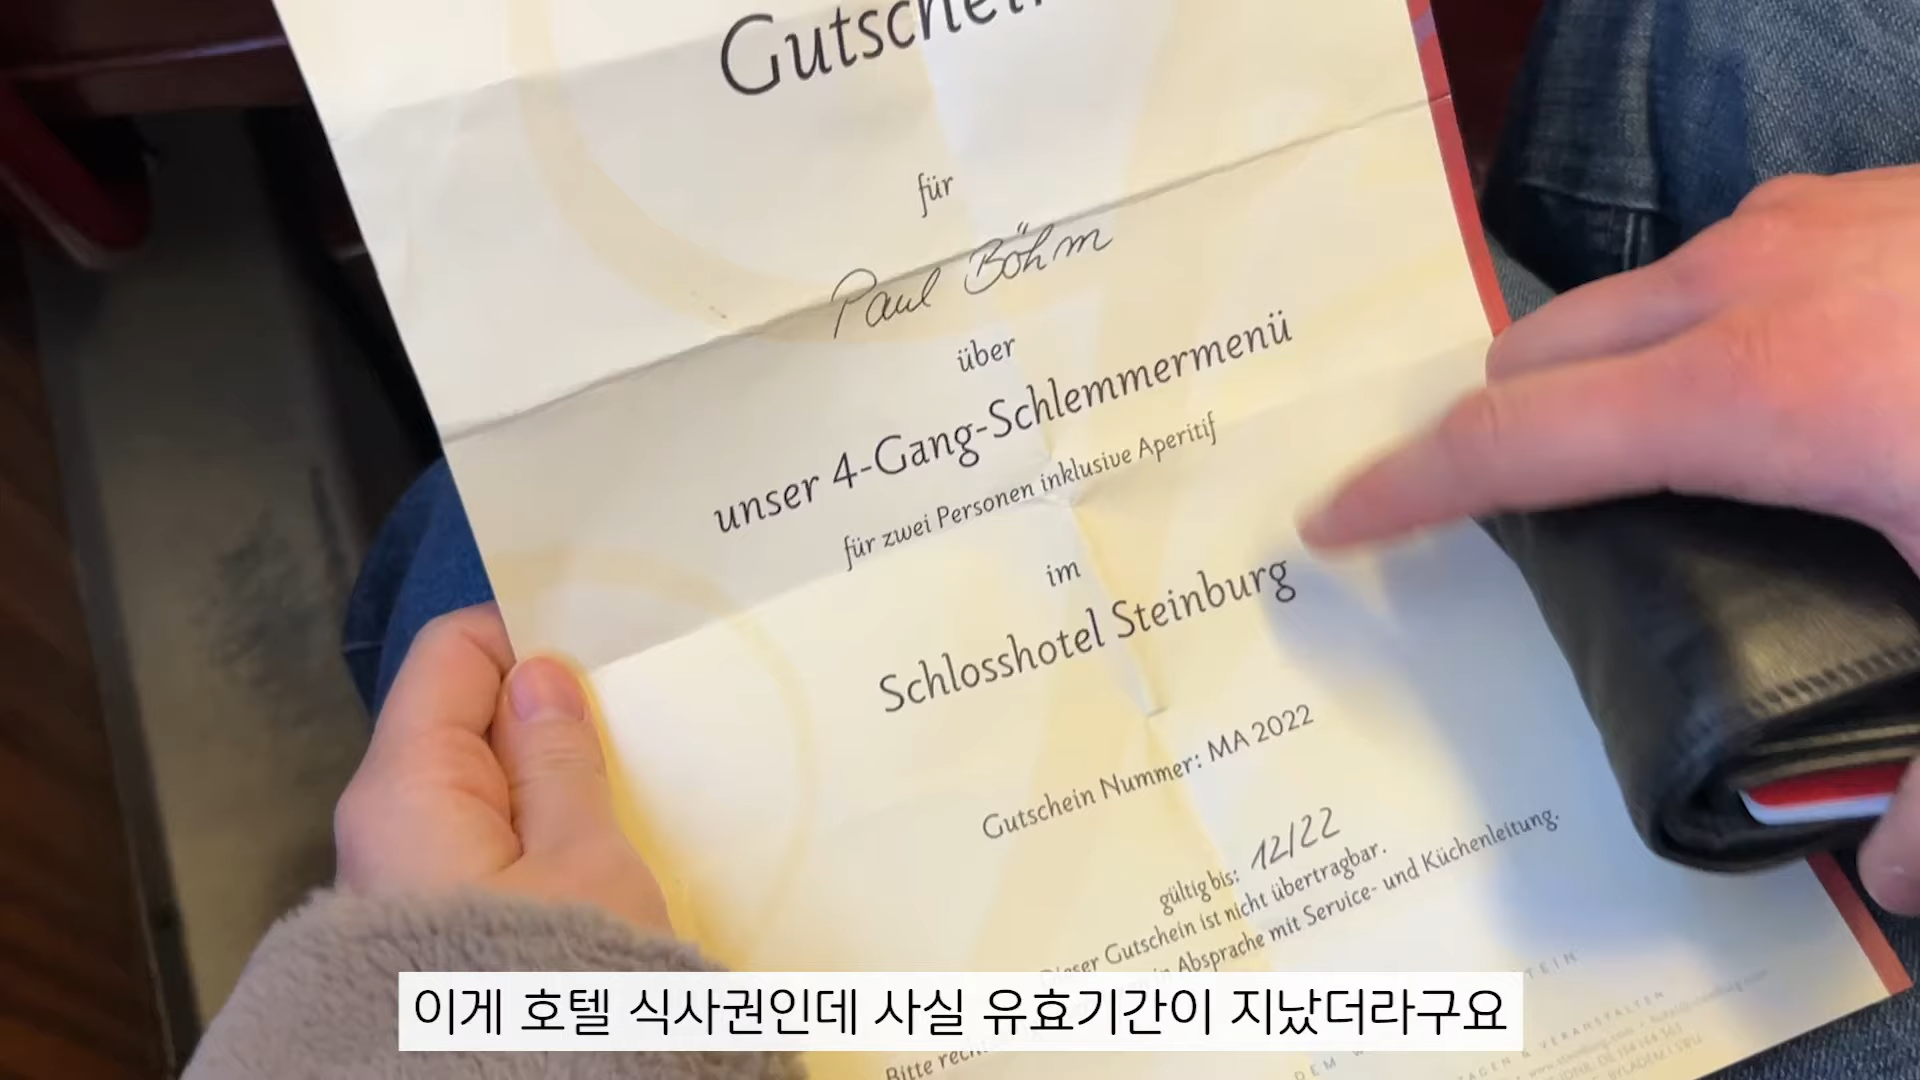 Gutschein
für
Paul Böhm
über
unser 4-Gang-Schlemmermenü
für zwei Personen inklusive Aperitif
im
Schlosshotel Steinburg
Gutschein Nummer: MA 2022
gültig bis: 12/22
Dieser Gutschein ist nicht übertragbar.
Absprache mit Service- und Küchenleitung.
이게 호텔 식사권인데 사실 유효기간이 지났더라구요
Bitte